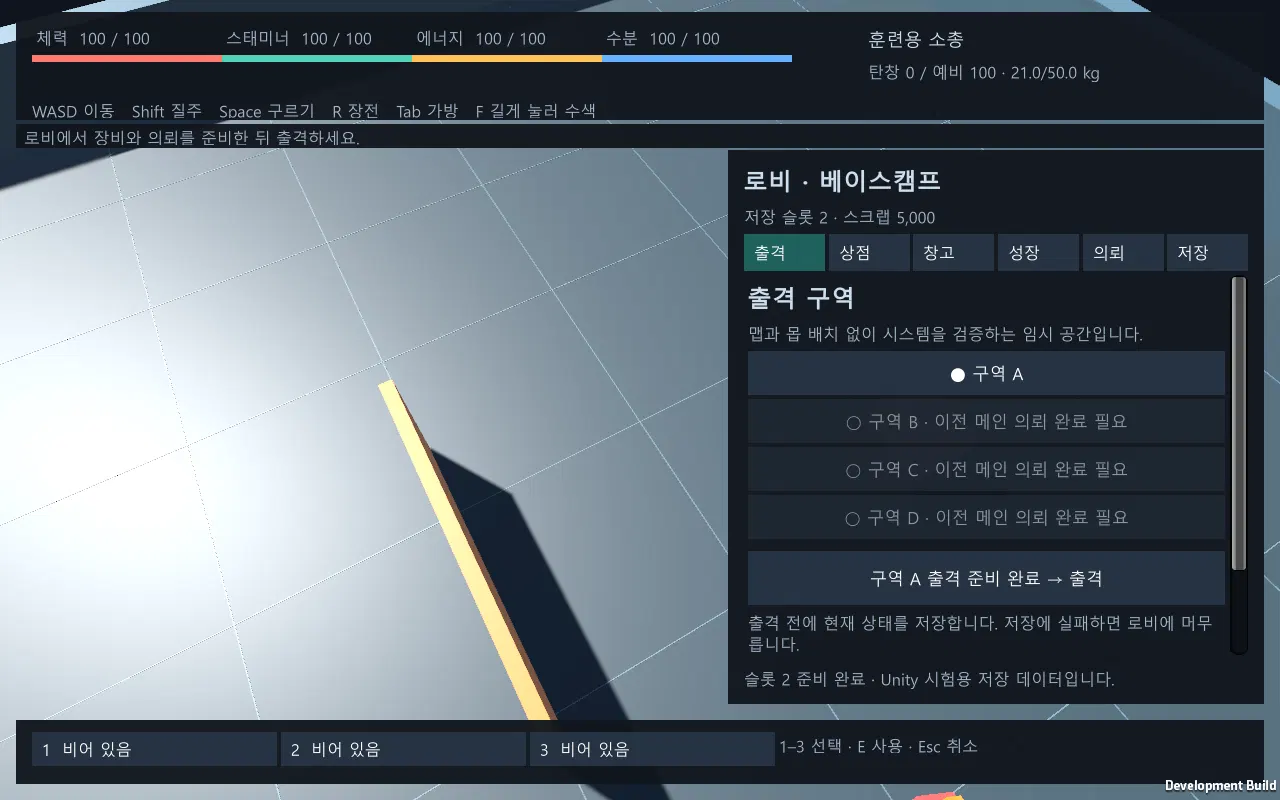 체력 100 / 100 스태미너 100 / 100 에너지 100 / 100 수분 100 / 100
훈련용 소총
탄창 0 / 예비 100 · 21.0/50.0 kg
WASD 이동 Shift 질주 Space 구르기 R 장전 Tab 가방 F 길게 눌러 수색
로비에서 장비와 의뢰를 준비한 뒤 출격하세요.
로비 · 베이스캠프
저장 슬롯 2 · 스크랩 5,000
출격 상점 창고 성장 의뢰 저장
출격 구역
맵과 몹 배치 없이 시스템을 검증하는 임시 공간입니다.
● 구역 A
○ 구역 B · 이전 메인 의뢰 완료 필요
○ 구역 C · 이전 메인 의뢰 완료 필요
○ 구역 D · 이전 메인 의뢰 완료 필요
구역 A 출격 준비 완료 → 출격
출격 전에 현재 상태를 저장합니다. 저장에 실패하면 로비에 머무
릅니다.
슬롯 2 준비 완료 · Unity 시험용 저장 데이터입니다.
1 비어 있음 2 비어 있음 3 비어 있음 1–3 선택 · E 사용 · Esc 취소
Development Build